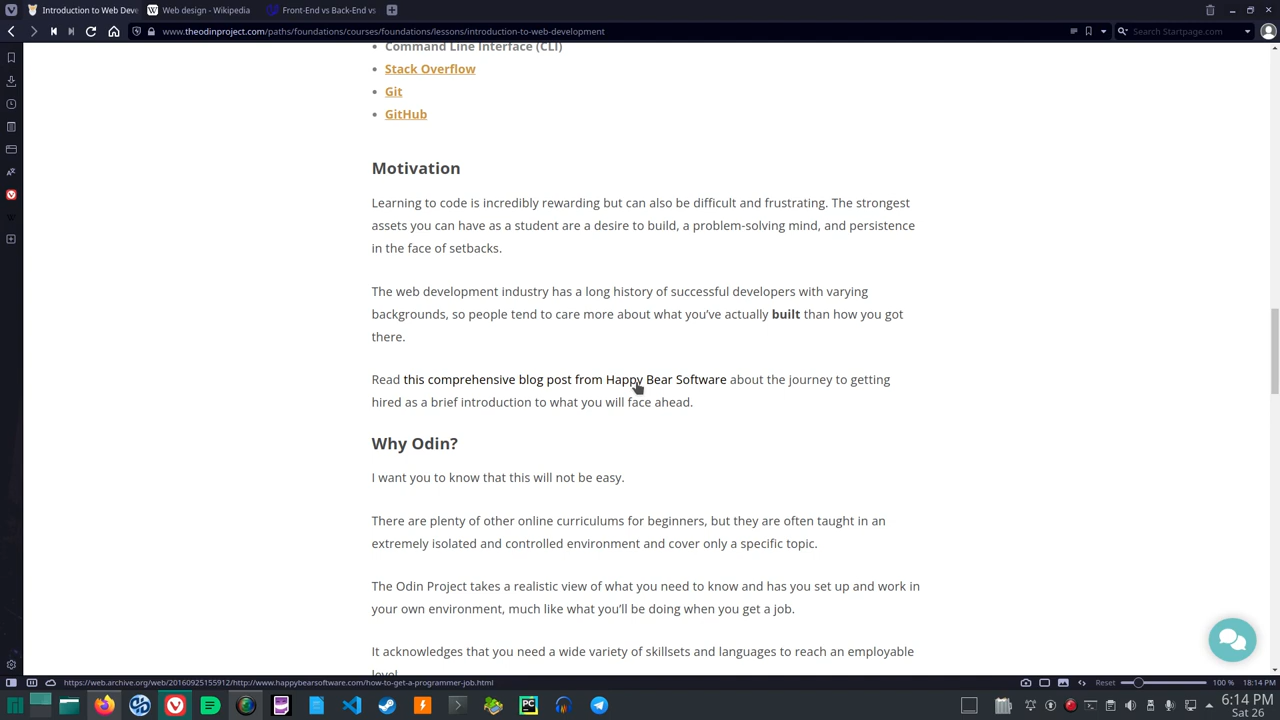 Introduction to Web Deve
Web design - Wikipedia
Front-End vs Back-End vs
www.theodinproject.com/paths/foundations/courses/foundations/lessons/introduction-to-web-development
Search Startpage.com
Command Line Interface (CLI)
Stack Overflow
Git
GitHub
Motivation
Learning to code is incredibly rewarding but can also be difficult and frustrating. The strongest
assets you can have as a student are a desire to build, a problem-solving mind, and persistence
in the face of setbacks.
The web development industry has a long history of successful developers with varying
backgrounds, so people tend to care more about what you've actually built than how you got
there.
Read this comprehensive blog post from Happy Bear Software about the journey to getting
hired as a brief introduction to what you will face ahead.
Why Odin?
I want you to know that this will not be easy.
There are plenty of other online curriculums for beginners, but they are often taught in an
extremely isolated and controlled environment and cover only a specific topic.
The Odin Project takes a realistic view of what you need to know and has you set up and work in
your own environment, much like what you'll be doing when you get a job.
It acknowledges that you need a wide variety of skillsets and languages to reach an employable
level.
https://web.archive.org/web/20160925155912/http://www.happybearsoftware.com/how-to-get-a-programmer-job.html
Reset
100 %
18:14 PM
6:14 PM
Sat 26